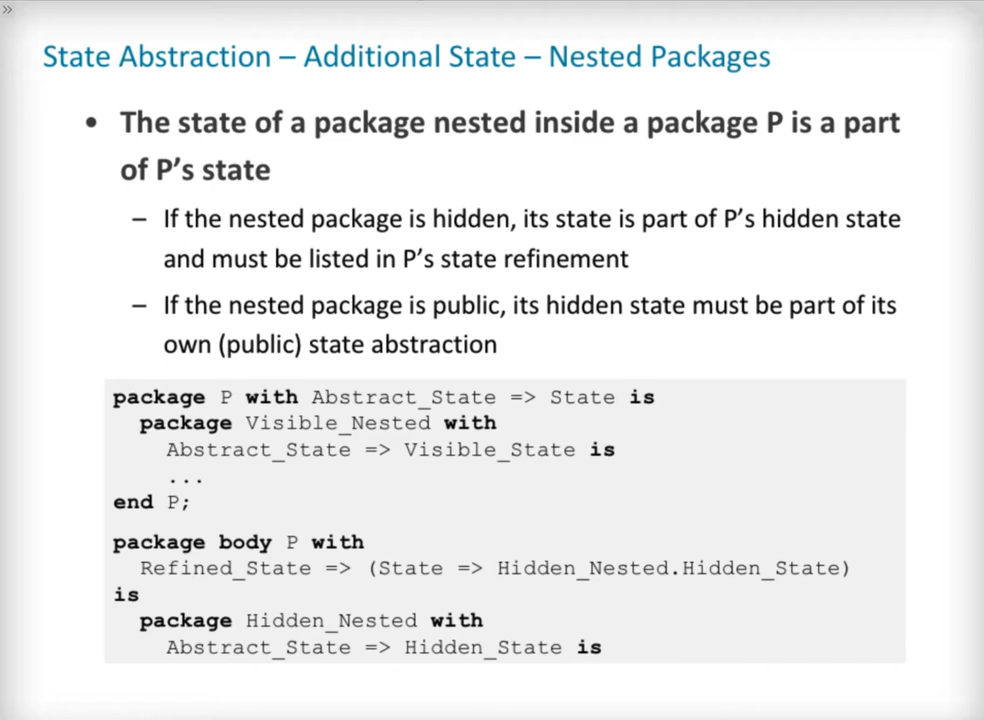 »
State Abstraction – Additional State – Nested Packages
• The state of a package nested inside a package P is a part
of P’s state
– If the nested package is hidden, its state is part of P’s hidden state
and must be listed in P’s state refinement
– If the nested package is public, its hidden state must be part of its
own (public) state abstraction
package P with Abstract_State => State is
  package Visible_Nested with
    Abstract_State => Visible_State is
    ...
end P;
package body P with
  Refined_State => (State => Hidden_Nested.Hidden_State)
is
  package Hidden_Nested with
    Abstract_State => Hidden_State is